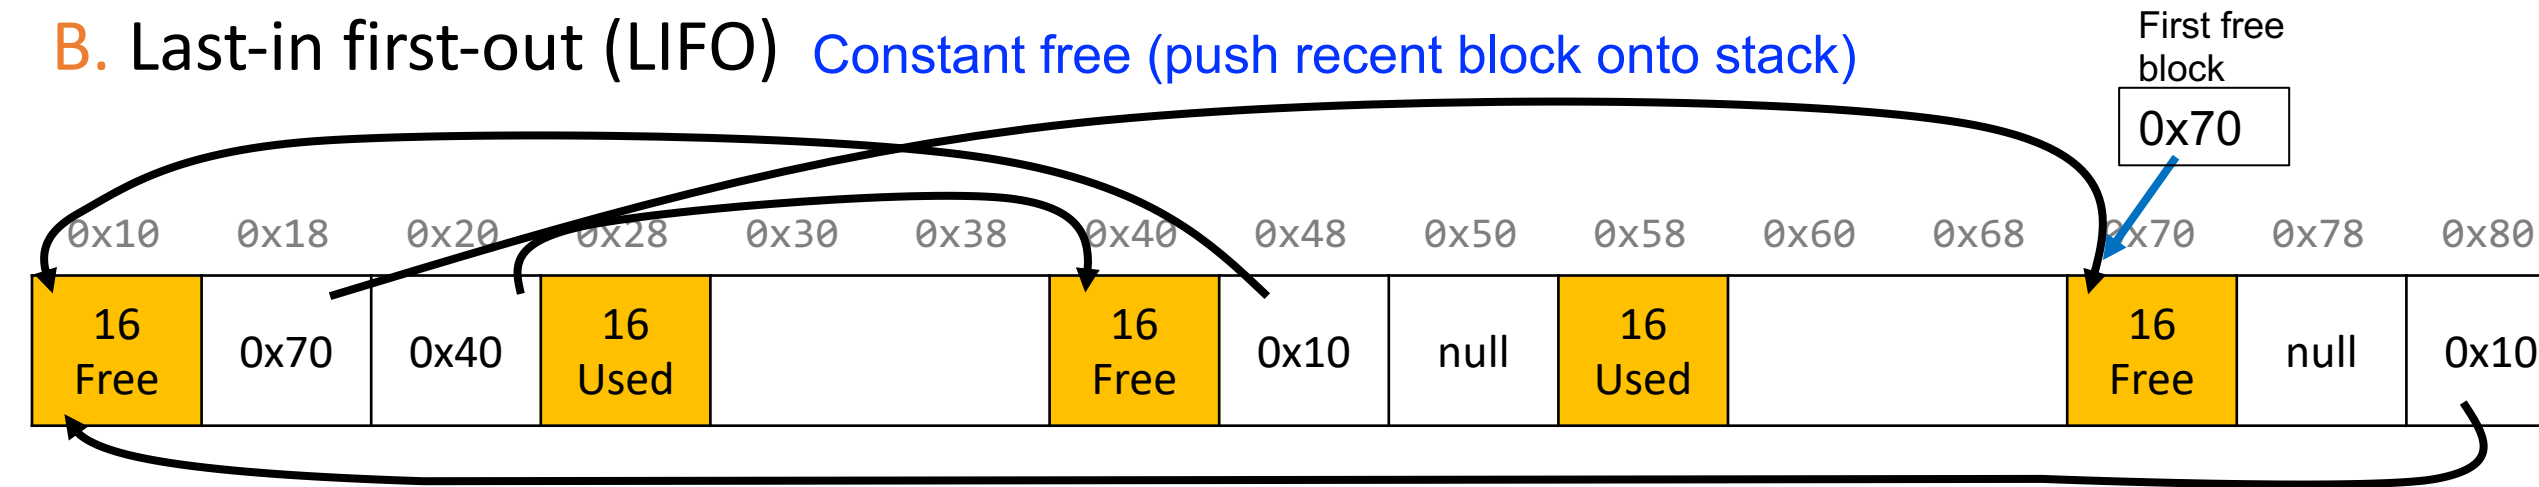 B. Last-in first-out (LIFO) Constant free (push recent block onto stack)
First free
block
0x70
0x10 0x18 0x20 0x28 0x30 0x38 0x40 0x48 0x50 0x58 0x60 0x68 0x70 0x78 0x80
16 Free 0x70 0x40 16 Used 16 Free 0x10 null 16 Used 16 Free null 0x10